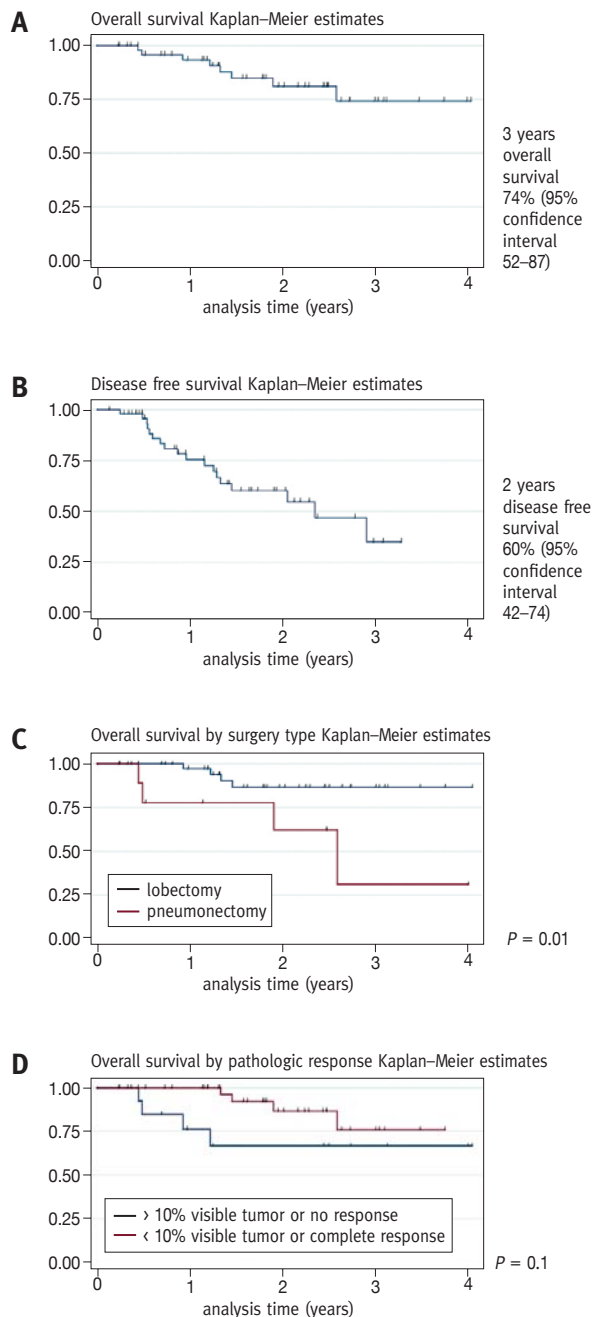 A
Overall survival Kaplan–Meier estimates
1.00
0.75
0.50
0.25
0.00
0 1 2 3 4
analysis time (years)
3 years
overall
survival
74% (95%
confidence
interval
52–87)
B
Disease free survival Kaplan–Meier estimates
1.00
0.75
0.50
0.25
0.00
0 1 2 3 4
analysis time (years)
2 years
disease free
survival
60% (95%
confidence
interval
42–74)
C
Overall survival by surgery type Kaplan–Meier estimates
1.00
0.75
0.50
0.25
0.00
lobectomy
pneumonectomy
0 1 2 3 4
analysis time (years)
P = 0.01
D
Overall survival by pathologic response Kaplan–Meier estimates
1.00
0.75
0.50
0.25
0.00
> 10% visible tumor or no response
< 10% visible tumor or complete response
0 1 2 3 4
analysis time (years)
P = 0.1